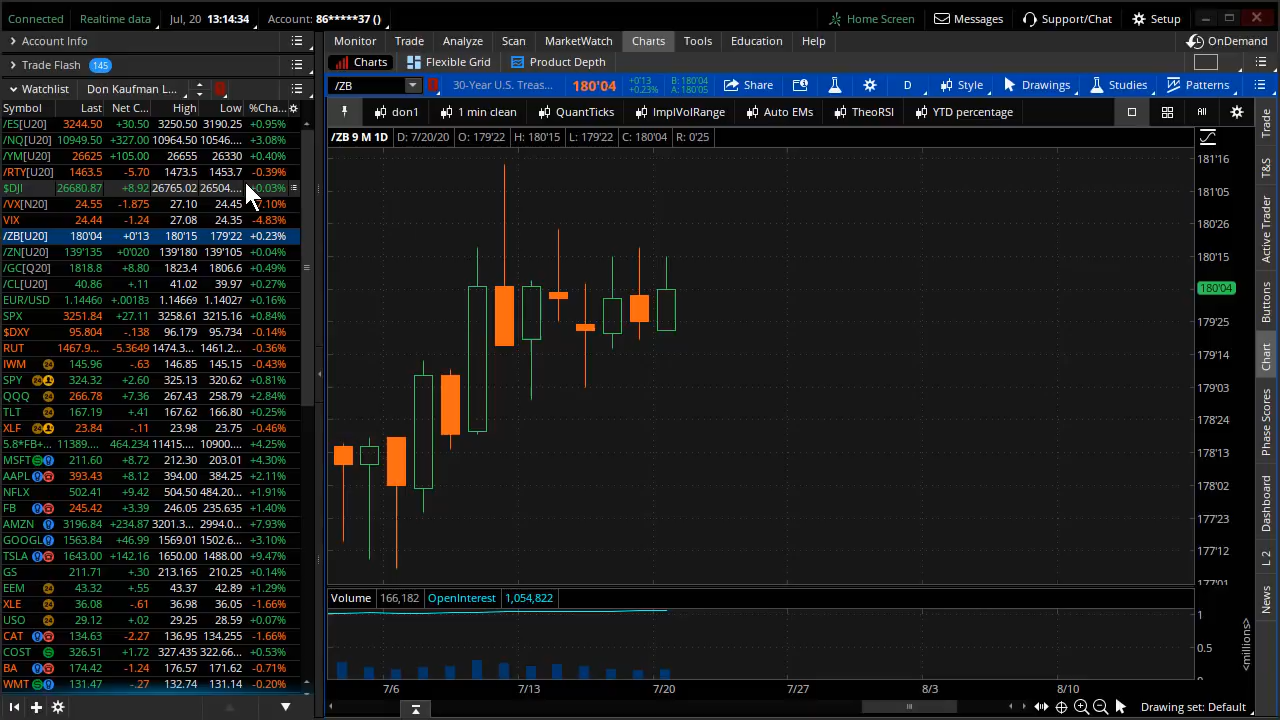 Connected Realtime data Jul, 20 13:14:34 Account: 86*****37 () Home Screen Messages Support/Chat Setup
Account Info Monitor Trade Analyze Scan MarketWatch Charts Tools Education Help OnDemand
Trade Flash 145 Charts Flexible Grid Product Depth
Watchlist Don Kaufman L... /ZB 30-Year U.S. Treas... 180'04 +0'13 +0.23% B: 180'04 A: 180'05 Share D Style Drawings Studies Patterns
Symbol Last Net C... High Low %Cha... don1 1 min clean QuantTicks ImplVolRange Auto EMs TheoRSI YTD percentage
/ES[U20] 3244.50 +30.50 3250.50 3190.25 +0.95%
/NQ[U20] 10949.50 +327.00 10964.50 10546.... +3.08%
/YM[U20] 26625 +105.00 26655 26330 +0.40%
/RTY[U20] 1463.5 -5.70 1473.5 1453.7 -0.39%
$DJI 26680.87 +8.92 26765.02 26504.... +0.03%
/VX[N20] 24.55 -1.875 27.10 24.45 7.10%
VIX 24.44 -1.24 27.08 24.35 -4.83%
/ZB[U20] 180'04 +0'13 180'15 179'22 +0.23%
/ZN[U20] 139'135 +0'020 139'180 139'105 +0.04%
/GC[Q20] 1818.8 +8.80 1823.4 1806.6 +0.49%
/CL[U20] 40.86 +.11 41.02 39.97 +0.27%
EUR/USD 1.14460 +.00183 1.14669 1.14027 +0.16%
SPX 3251.84 +27.11 3258.61 3215.16 +0.84%
$DXY 95.804 -.138 96.179 95.734 -0.14%
RUT 1467.9... -5.3649 1474.3... 1461.2... -0.36%
IWM 145.96 -.63 146.85 145.15 -0.43%
SPY 324.32 +2.60 325.13 320.62 +0.81%
QQQ 266.78 +7.36 267.43 258.79 +2.84%
TLT 167.19 +.41 167.62 166.80 +0.25%
XLF 23.84 -.11 23.98 23.75 -0.46%
5.8*FB+... 11389.... 464.234 11415.... 10900.... +4.25%
MSFT 211.60 +8.72 212.30 203.01 +4.30%
AAPL 393.43 +8.12 394.00 384.25 +2.11%
NFLX 502.41 +9.42 504.50 484.20... +1.91%
FB 245.42 +3.39 246.05 235.635 +1.40%
AMZN 3196.84 +234.87 3201.3... 2994.0... +7.93%
GOOGL 1563.84 +46.99 1569.01 1502.6... +3.10%
TSLA 1643.00 +142.16 1650.00 1488.00 +9.47%
GS 211.71 +.30 213.165 210.25 +0.14%
EEM 43.32 +.55 43.37 42.89 +1.29%
XLE 36.08 -.61 36.98 36.05 -1.66%
USO 29.12 +.02 29.25 28.59 +0.07%
CAT 134.63 -2.27 136.95 134.255 -1.66%
COST 326.51 +1.72 327.435 322.66... +0.53%
BA 174.42 -1.24 176.57 171.62 -0.71%
WMT 131.47 -.27 132.74 131.14 -0.20%
/ZB 9 M 1D D: 7/20/20 O: 179'22 H: 180'15 L: 179'22 C: 180'04 R: 0'25
181'16
181'05
180'26
180'15
180'04
179'25
179'14
179'03
178'24
178'13
178'02
177'23
177'12
177'01
Volume 166,182 OpenInterest 1,054,822
1
0.5
0
<millions>
7/6 7/13 7/20 7/27 8/3 8/10
Drawing set: Default
Trade
T&S
Active Trader
Buttons
Chart
Phase Scores
Dashboard
L 2
News